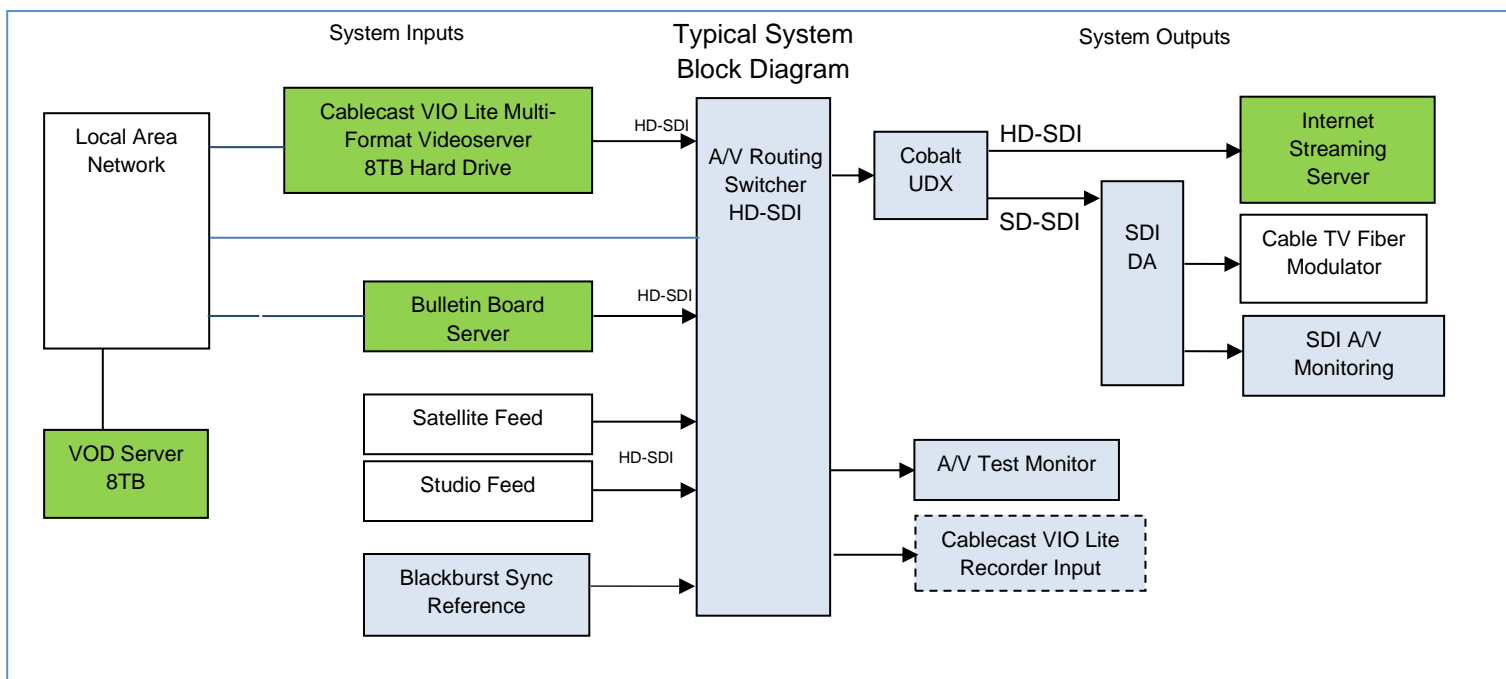 System Inputs
Typical System
Block Diagram
System Outputs
Local Area
Network
Cablecast VIO Lite Multi-
Format Videoserver
8TB Hard Drive
HD-SDI
A/V Routing
Switcher
HD-SDI
Cobalt
UDX
HD-SDI
SD-SDI
Internet
Streaming
Server
SDI
DA
Cable TV Fiber
Modulator
Bulletin Board
Server
HD-SDI
SDI A/V
Monitoring
Satellite Feed
VOD Server
8TB
Studio Feed
HD-SDI
A/V Test Monitor
Cablecast VIO Lite
Recorder Input
Blackburst Sync
Reference